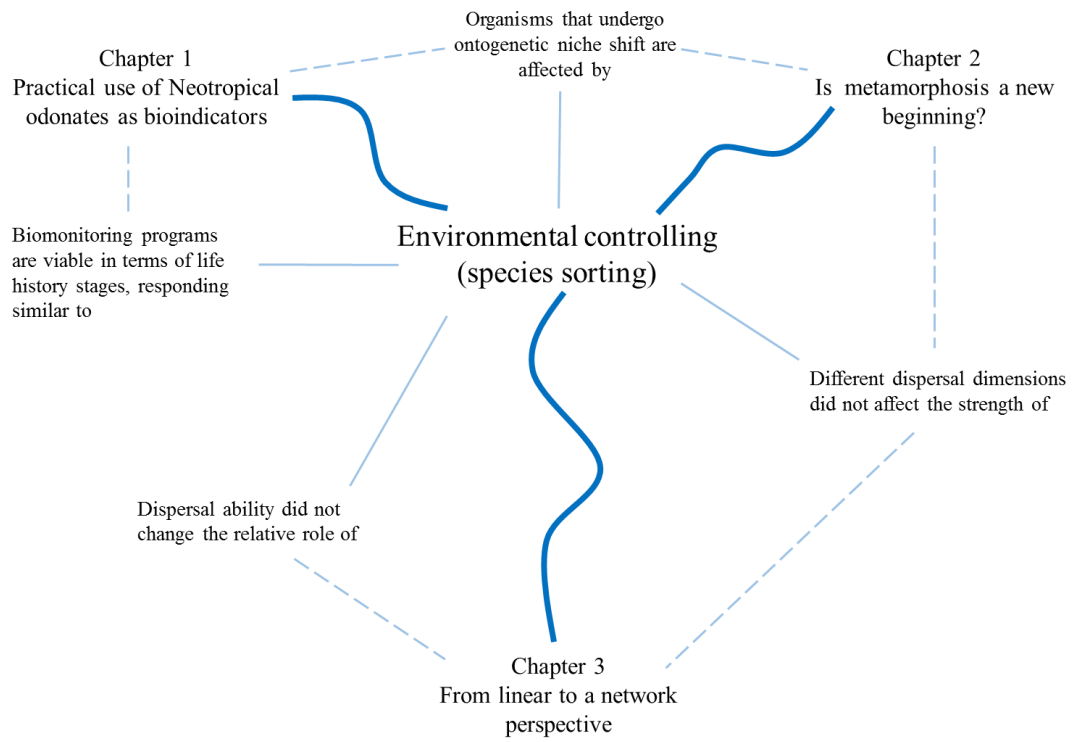 Organisms that undergo
ontogenetic niche shift are
affected by
Chapter 1
Practical use of Neotropical
odonates as bioindicators
Chapter 2
Is metamorphosis a new
beginning?
Biomonitoring programs
are viable in terms of life
history stages, responding
similar to
Environmental controlling
(species sorting)
Different dispersal dimensions
did not affect the strength of
Dispersal ability did not
change the relative role of
Chapter 3
From linear to a network
perspective